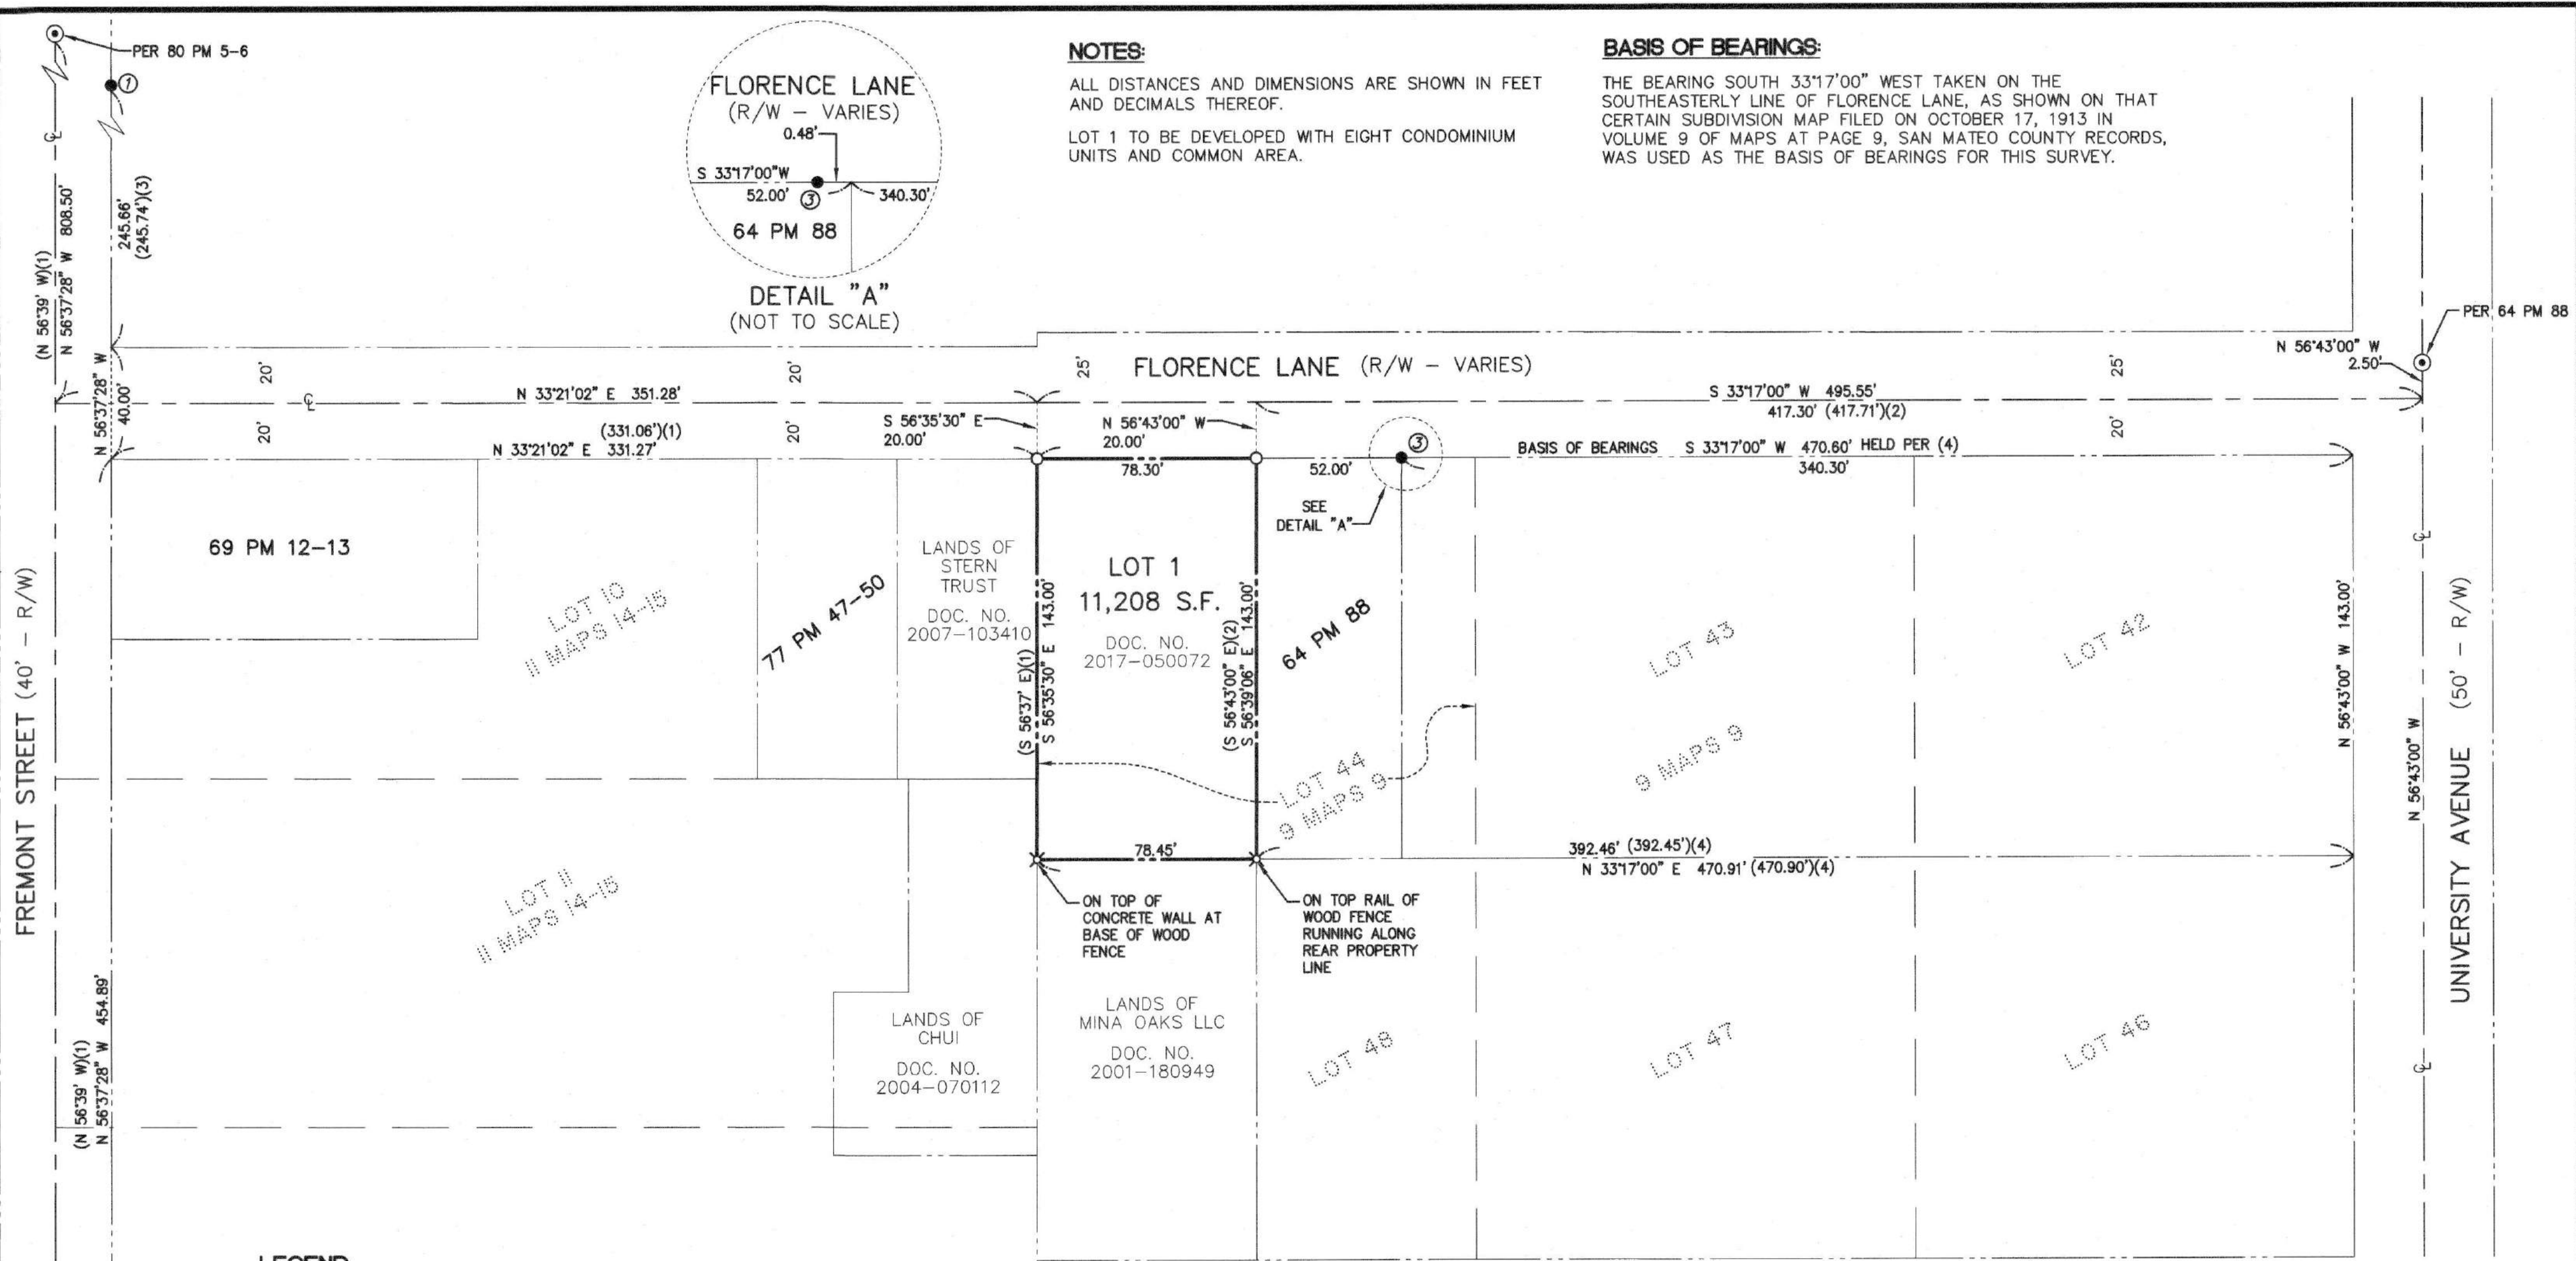 PER 80 PM 5-6
①
FLORENCE LANE
(R/W - VARIES)
0.48'
S 33°17'00"W
52.00'
③
340.30'
64 PM 88
DETAIL "A"
(NOT TO SCALE)
NOTES:
ALL DISTANCES AND DIMENSIONS ARE SHOWN IN FEET
AND DECIMALS THEREOF.
LOT 1 TO BE DEVELOPED WITH EIGHT CONDOMINIUM
UNITS AND COMMON AREA.
BASIS OF BEARINGS:
THE BEARING SOUTH 33°17'00" WEST TAKEN ON THE
SOUTHEASTERLY LINE OF FLORENCE LANE, AS SHOWN ON THAT
CERTAIN SUBDIVISION MAP FILED ON OCTOBER 17, 1913 IN
VOLUME 9 OF MAPS AT PAGE 9, SAN MATEO COUNTY RECORDS,
WAS USED AS THE BASIS OF BEARINGS FOR THIS SURVEY.
(N 56°39' W)(1)
N 56°37'28" W 808.50'
245.66'
(245.74')(3)
N 56°37'28" W
40.00'
20'
20'
25'
FLORENCE LANE (R/W - VARIES)
25'
N 56°43'00" W
2.50'
PER 64 PM 88
N 33°21'02" E 351.28'
S 33°17'00" W 495.55'
417.30' (417.71')(2)
20'
(331.06')(1)
N 33°21'02" E 331.27'
20'
S 56°35'30" E
20.00'
N 56°43'00" W
20.00'
20'
③
BASIS OF BEARINGS S 33°17'00" W 470.60' HELD PER (4)
340.30'
78.30'
52.00'
SEE
DETAIL "A"
69 PM 12-13
LOT 10
11 MAPS 14-15
77 PM 47-50
LANDS OF
STERN
TRUST
DOC. NO.
2007-103410
(S 56°37' E)(1)
S 56°35'30" E 143.00'
LOT 1
11,208 S.F.
DOC. NO.
2017-050072
(S 56°43'00" E)(2)
S 56°39'06" E 143.00'
64 PM 88
LOT 44
9 MAPS 9
LOT 43
9 MAPS 9
LOT 42
N 56°43'00" W 143.00'
N 56°43'00" W
UNIVERSITY AVENUE (50' - R/W)
FREMONT STREET (40' - R/W)
78.45'
392.46' (392.45')(4)
N 33°17'00" E 470.91' (470.90')(4)
ON TOP OF
CONCRETE WALL AT
BASE OF WOOD
FENCE
ON TOP RAIL OF
WOOD FENCE
RUNNING ALONG
REAR PROPERTY
LINE
LOT 11
11 MAPS 14-15
(N 56°39' W)(1)
N 56°37'28" W 454.89'
LANDS OF
CHUI
DOC. NO.
2004-070112
LANDS OF
MINA OAKS LLC
DOC. NO.
2001-180949
LOT 48
LOT 47
LOT 46
LEGEND